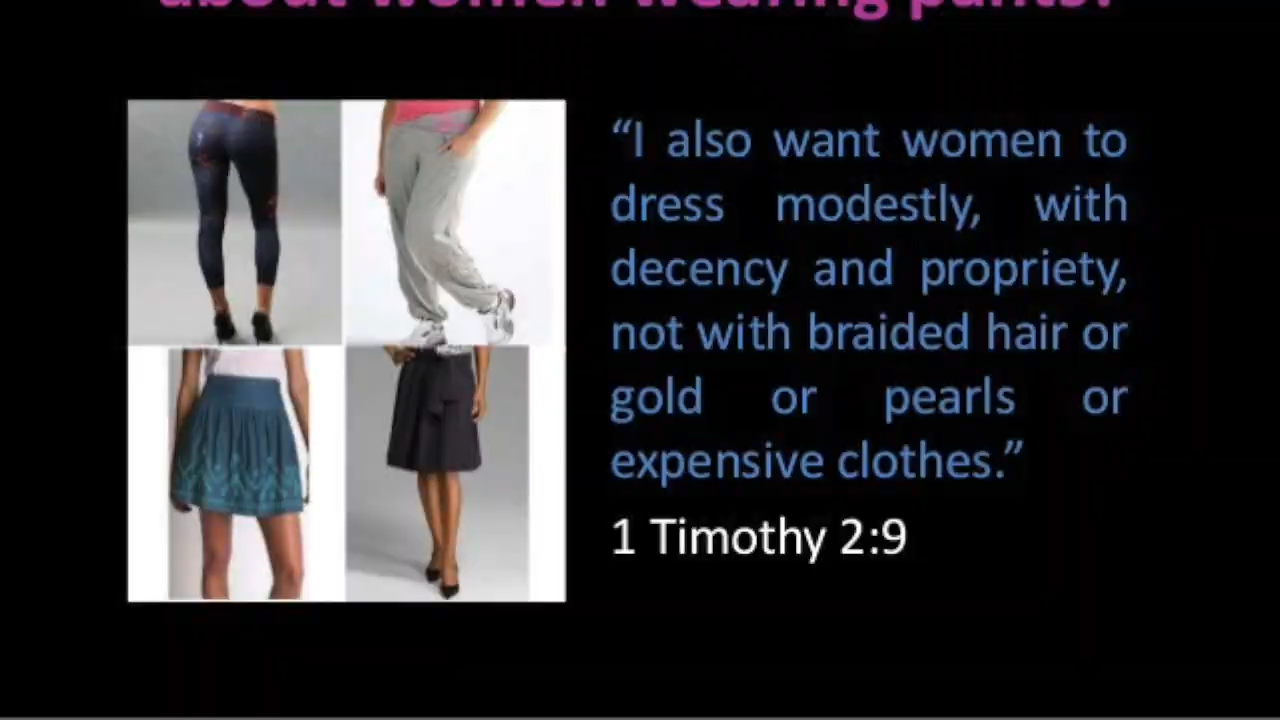 about women wearing pants?
“I also want women to
dress modestly, with
decency and propriety,
not with braided hair or
gold or pearls or
expensive clothes.”
1 Timothy 2:9